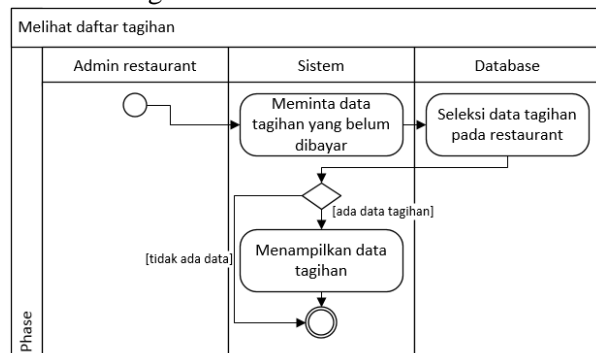 Melihat daftar tagihan
Admin restaurant
Sistem
Database
Meminta data
tagihan yang belum
dibayar
Seleksi data tagihan
pada restaurant
[ada data tagihan]
[tidak ada data]
Menampilkan data
tagihan
Phase